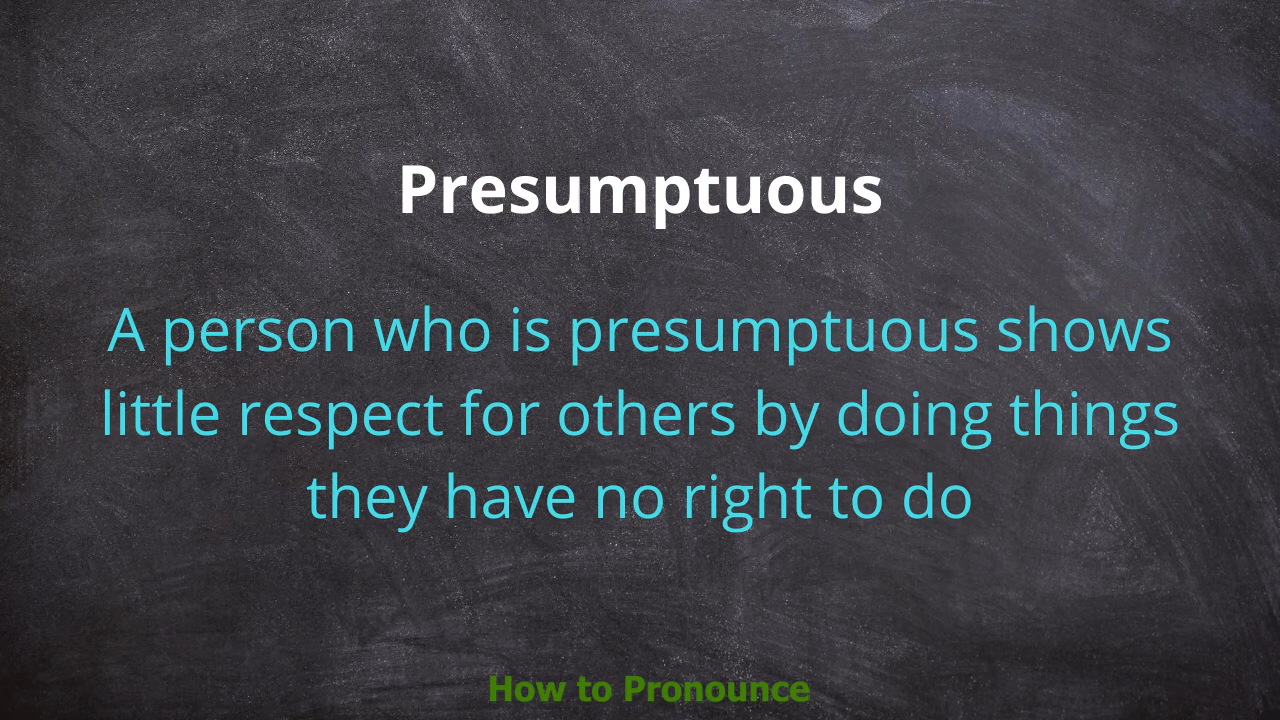 Presumptuous
A person who is presumptuous shows
little respect for others by doing things
they have no right to do
How to Pronounce